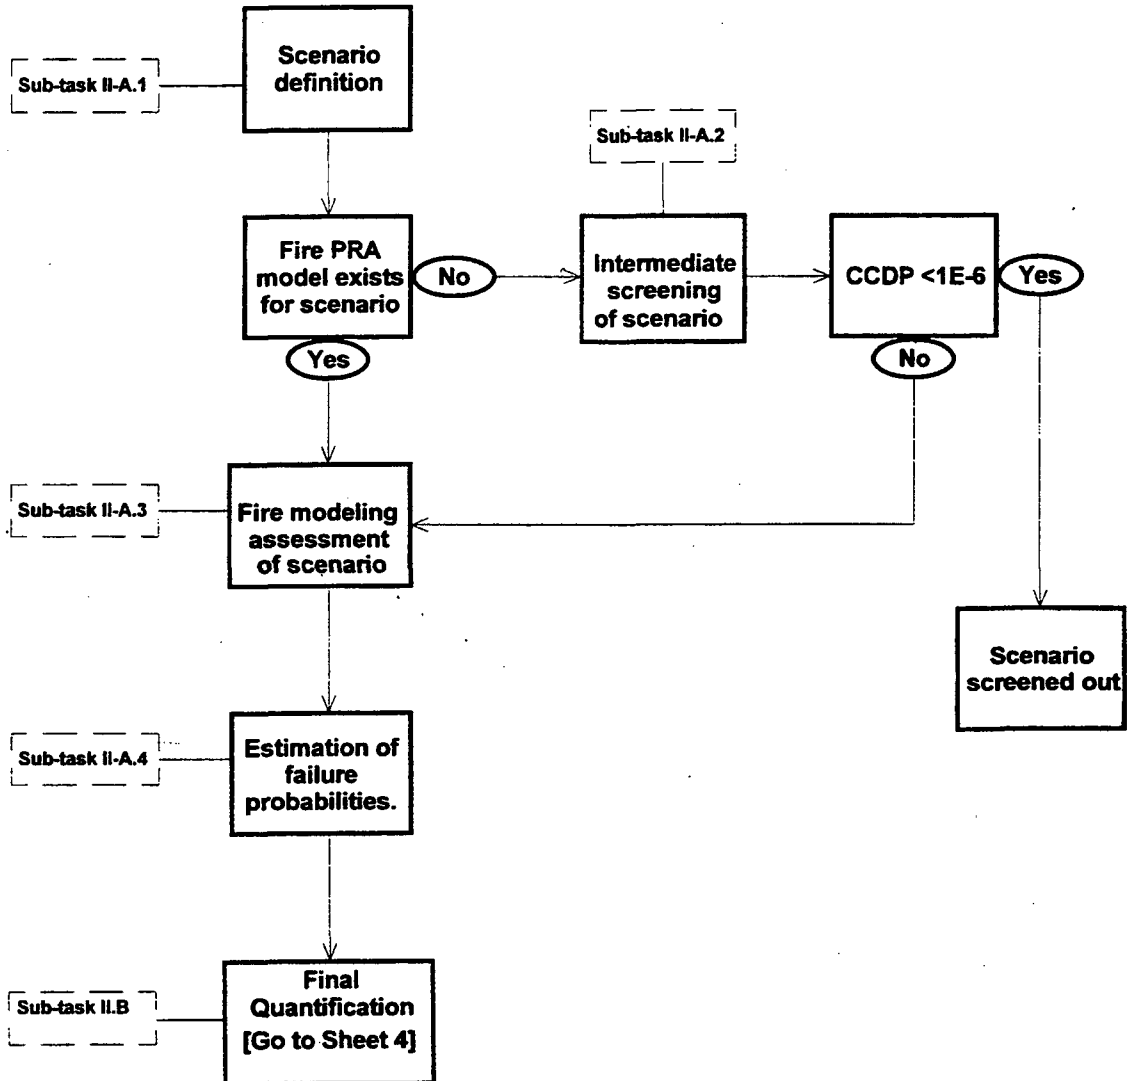 Scenario
definition
Sub-task II-A.1
Sub-task II-A.2
Fire PRA
model exists
for scenario
No
Intermediate
screening
of scenario
CCDP <1E-6
Yes
Yes
No
Sub-task II-A.3
Fire modeling
assessment
of scenario
Scenario
screened out
Sub-task II-A.4
Estimation of
failure
probabilities.
Sub-task II.B
Final
Quantification
[Go to Sheet 4]